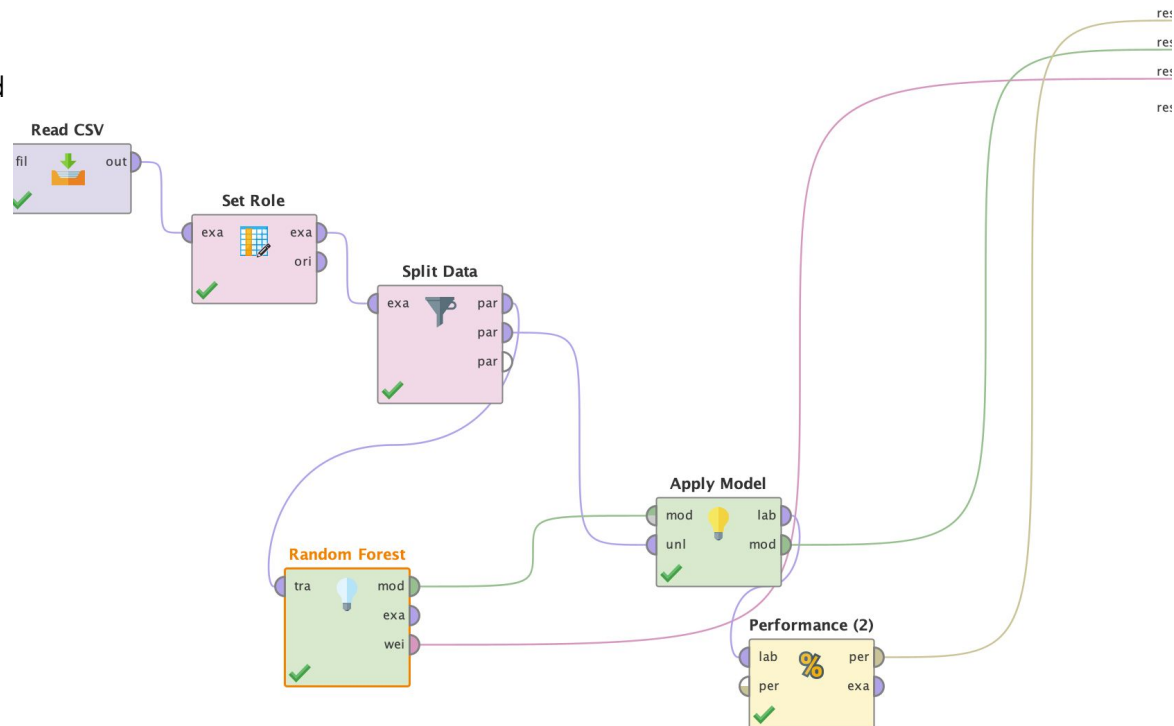 res
res
d
res
res
Read CSV
fil out
Set Role
exa exa
ori
Split Data
exa par
par
par
Apply Model
mod lab
unl mod
Random Forest
tra mod
exa
wei
Performance (2)
lab % per
per exa